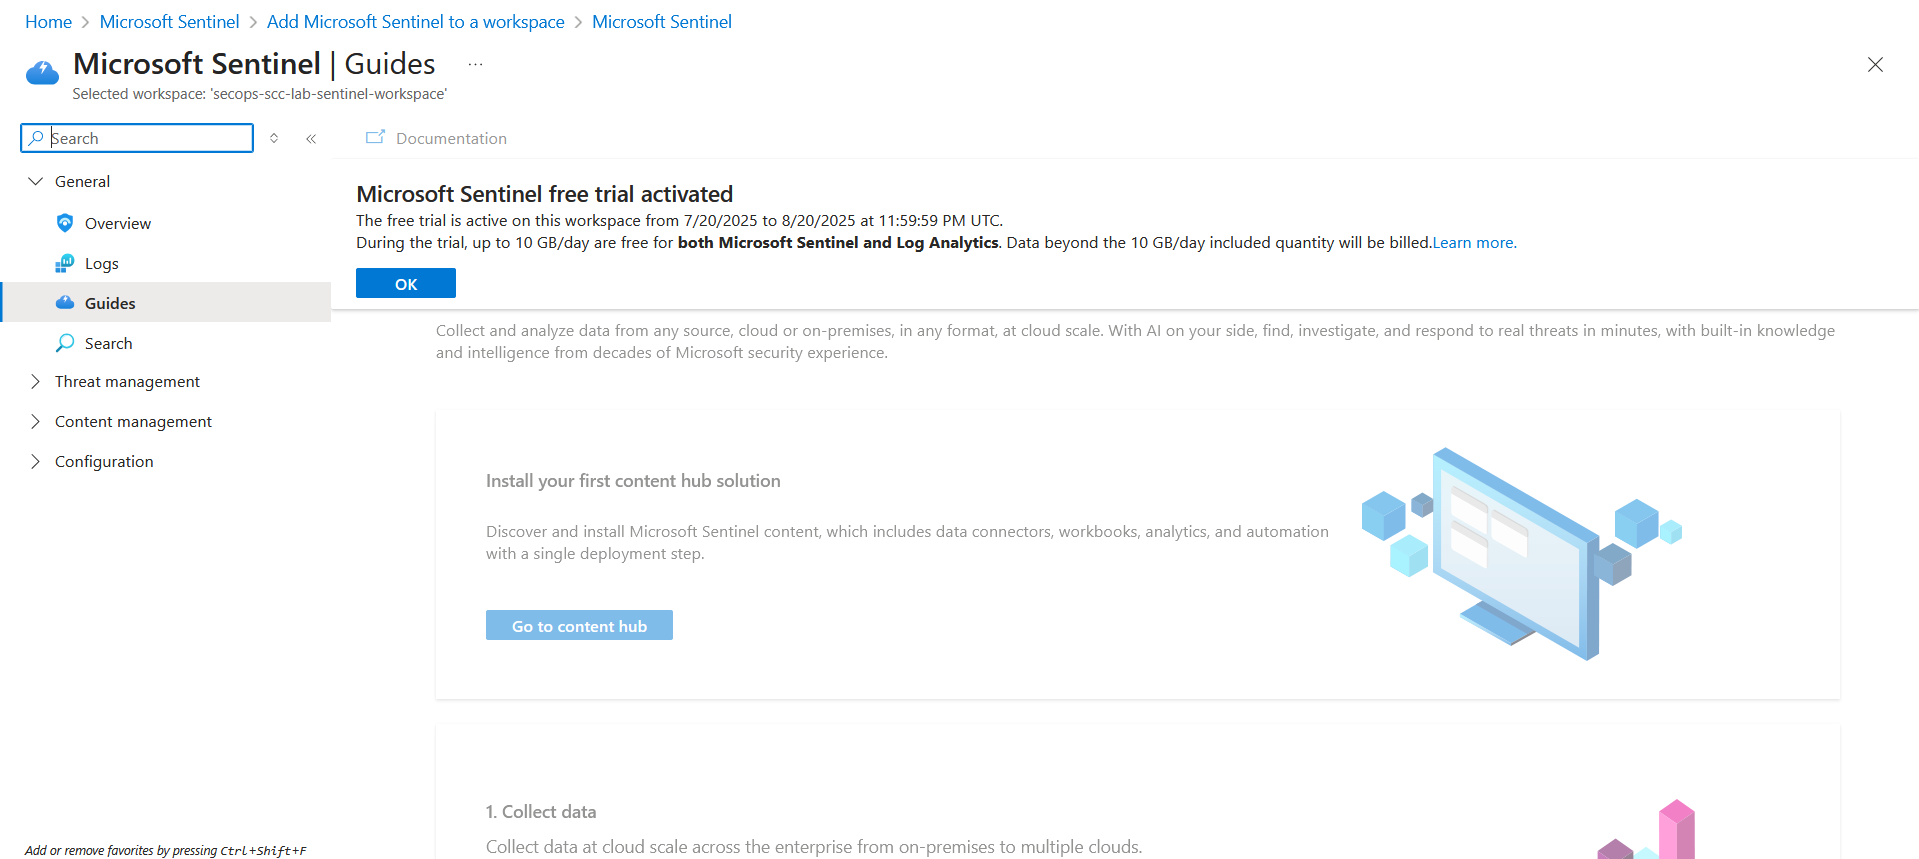 Home > Microsoft Sentinel > Add Microsoft Sentinel to a workspace > Microsoft Sentinel
Microsoft Sentinel | Guides ...
Selected workspace: 'secops-scc-lab-sentinel-workspace'
Search
Documentation
General
Overview
Logs
Guides
Search
Threat management
Content management
Configuration
Add or remove favorites by pressing Ctrl+Shift+F
Microsoft Sentinel free trial activated
The free trial is active on this workspace from 7/20/2025 to 8/20/2025 at 11:59:59 PM UTC.
During the trial, up to 10 GB/day are free for both Microsoft Sentinel and Log Analytics. Data beyond the 10 GB/day included quantity will be billed.Learn more.
OK
Collect and analyze data from any source, cloud or on-premises, in any format, at cloud scale. With AI on your side, find, investigate, and respond to real threats in minutes, with built-in knowledge
and intelligence from decades of Microsoft security experience.
Install your first content hub solution
Discover and install Microsoft Sentinel content, which includes data connectors, workbooks, analytics, and automation
with a single deployment step.
Go to content hub
1. Collect data
Collect data at cloud scale across the enterprise from on-premises to multiple clouds.